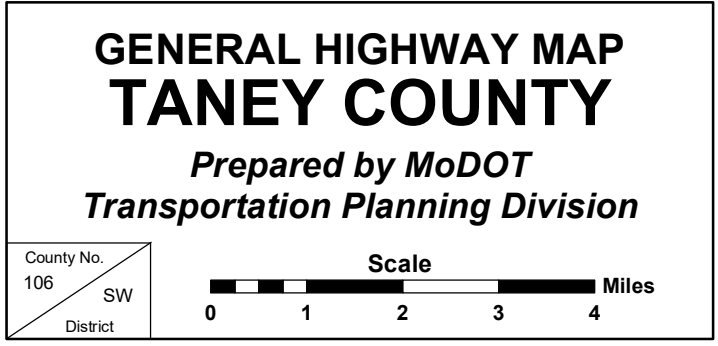 GENERAL HIGHWAY MAP
TANEY COUNTY
Prepared by MoDOT
Transportation Planning Division
County No.
106
SW
District
Scale
Miles
0 1 2 3 4